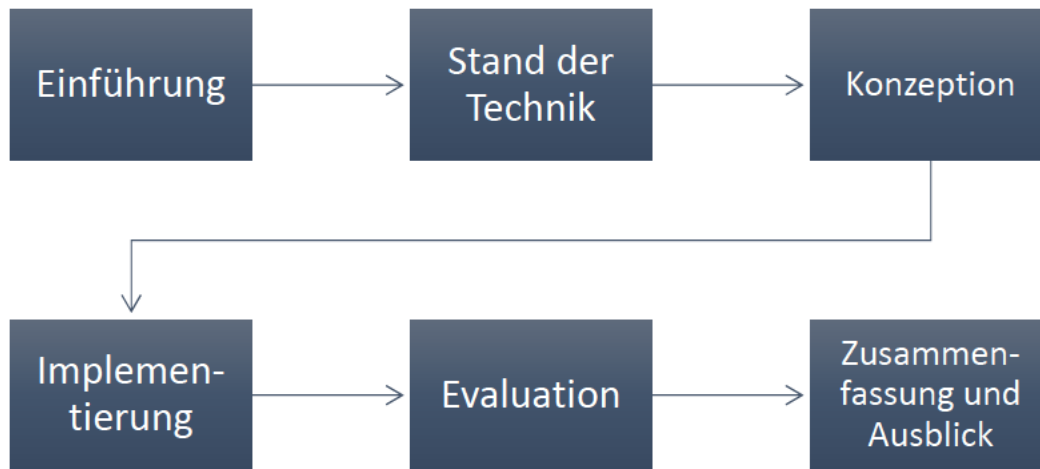 Einführung
Stand der
Technik
Konzeption
Implemen-
tierung
Evaluation
Zusammen-
fassung und
Ausblick